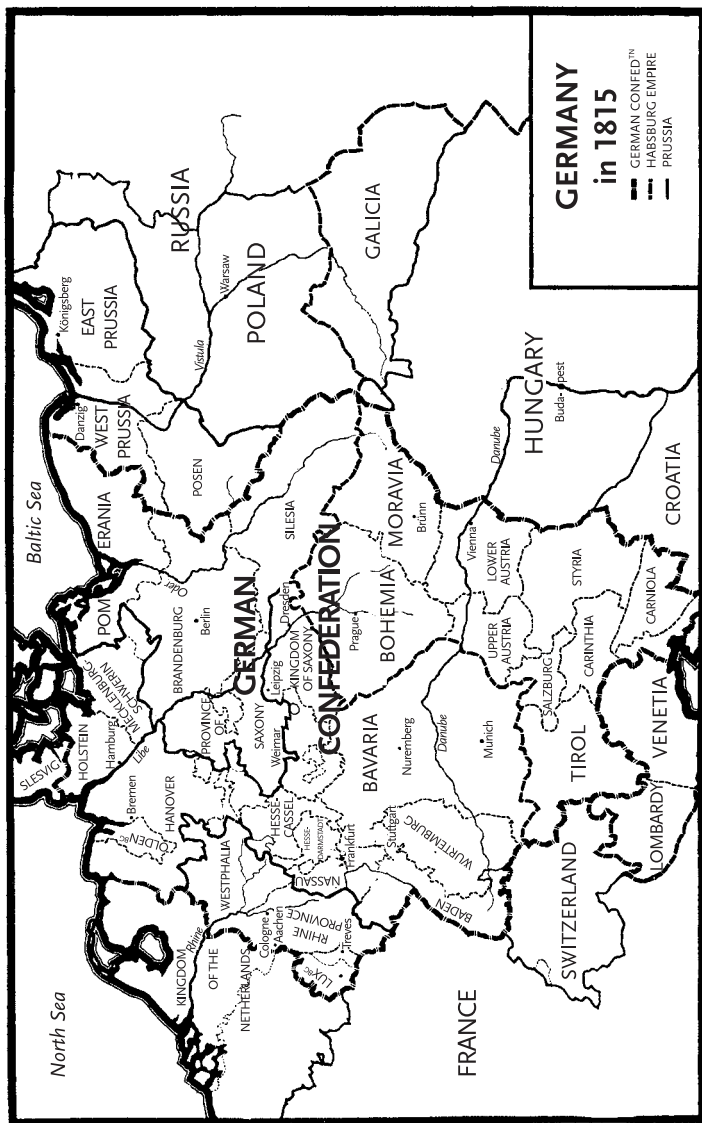 GERMANY
in 1815
GERMAN CONFEDᵀᴺ
HABSBURG EMPIRE
PRUSSIA
North Sea
Baltic Sea
SLESVIG
HOLSTEIN
Hamburg
MECKLENBURG-
SCHWERN
POM
ERANIA
Danzig
WEST
PRUSSIA
Königsberg
EAST
PRUSSIA
RUSSIA
Bremen
Libe
OLDENᴮᶜ
HANOVER
BRANDENBURG
Berlin
Oder
POSEN
Vistula
Warsaw
POLAND
KINGDOM
OF THE
NETHERLANDS
Rhine
WESTPHALIA
PROVINCE
OF
SAXONY
GERMAN
CONFEDERATION
SILESIA
Cologne
Aachen
RHINE
PROVINCE
Treves
LUXᴮᶜ
NASSAU
HESSE-
CASSEL
HESSE-
DARMSTADT
Frankfurt
Weimar
Leipzig
Dresden
KINGDOM
OF SAXONY
Prague
BOHEMIA
MORAVIA
Brünn
GALICIA
FRANCE
BADEN
Stuttgart
WURTEMBURG
BAVARIA
Nuremberg
Danube
Munich
UPPER
AUSTRIA
LOWER
AUSTRIA
Vienna
Danube
HUNGARY
Buda-pest
SWITZERLAND
TIROL
SALZBURG
STYRIA
CARINTHIA
CARNIOLA
CROATIA
LOMBARDY
VENETIA